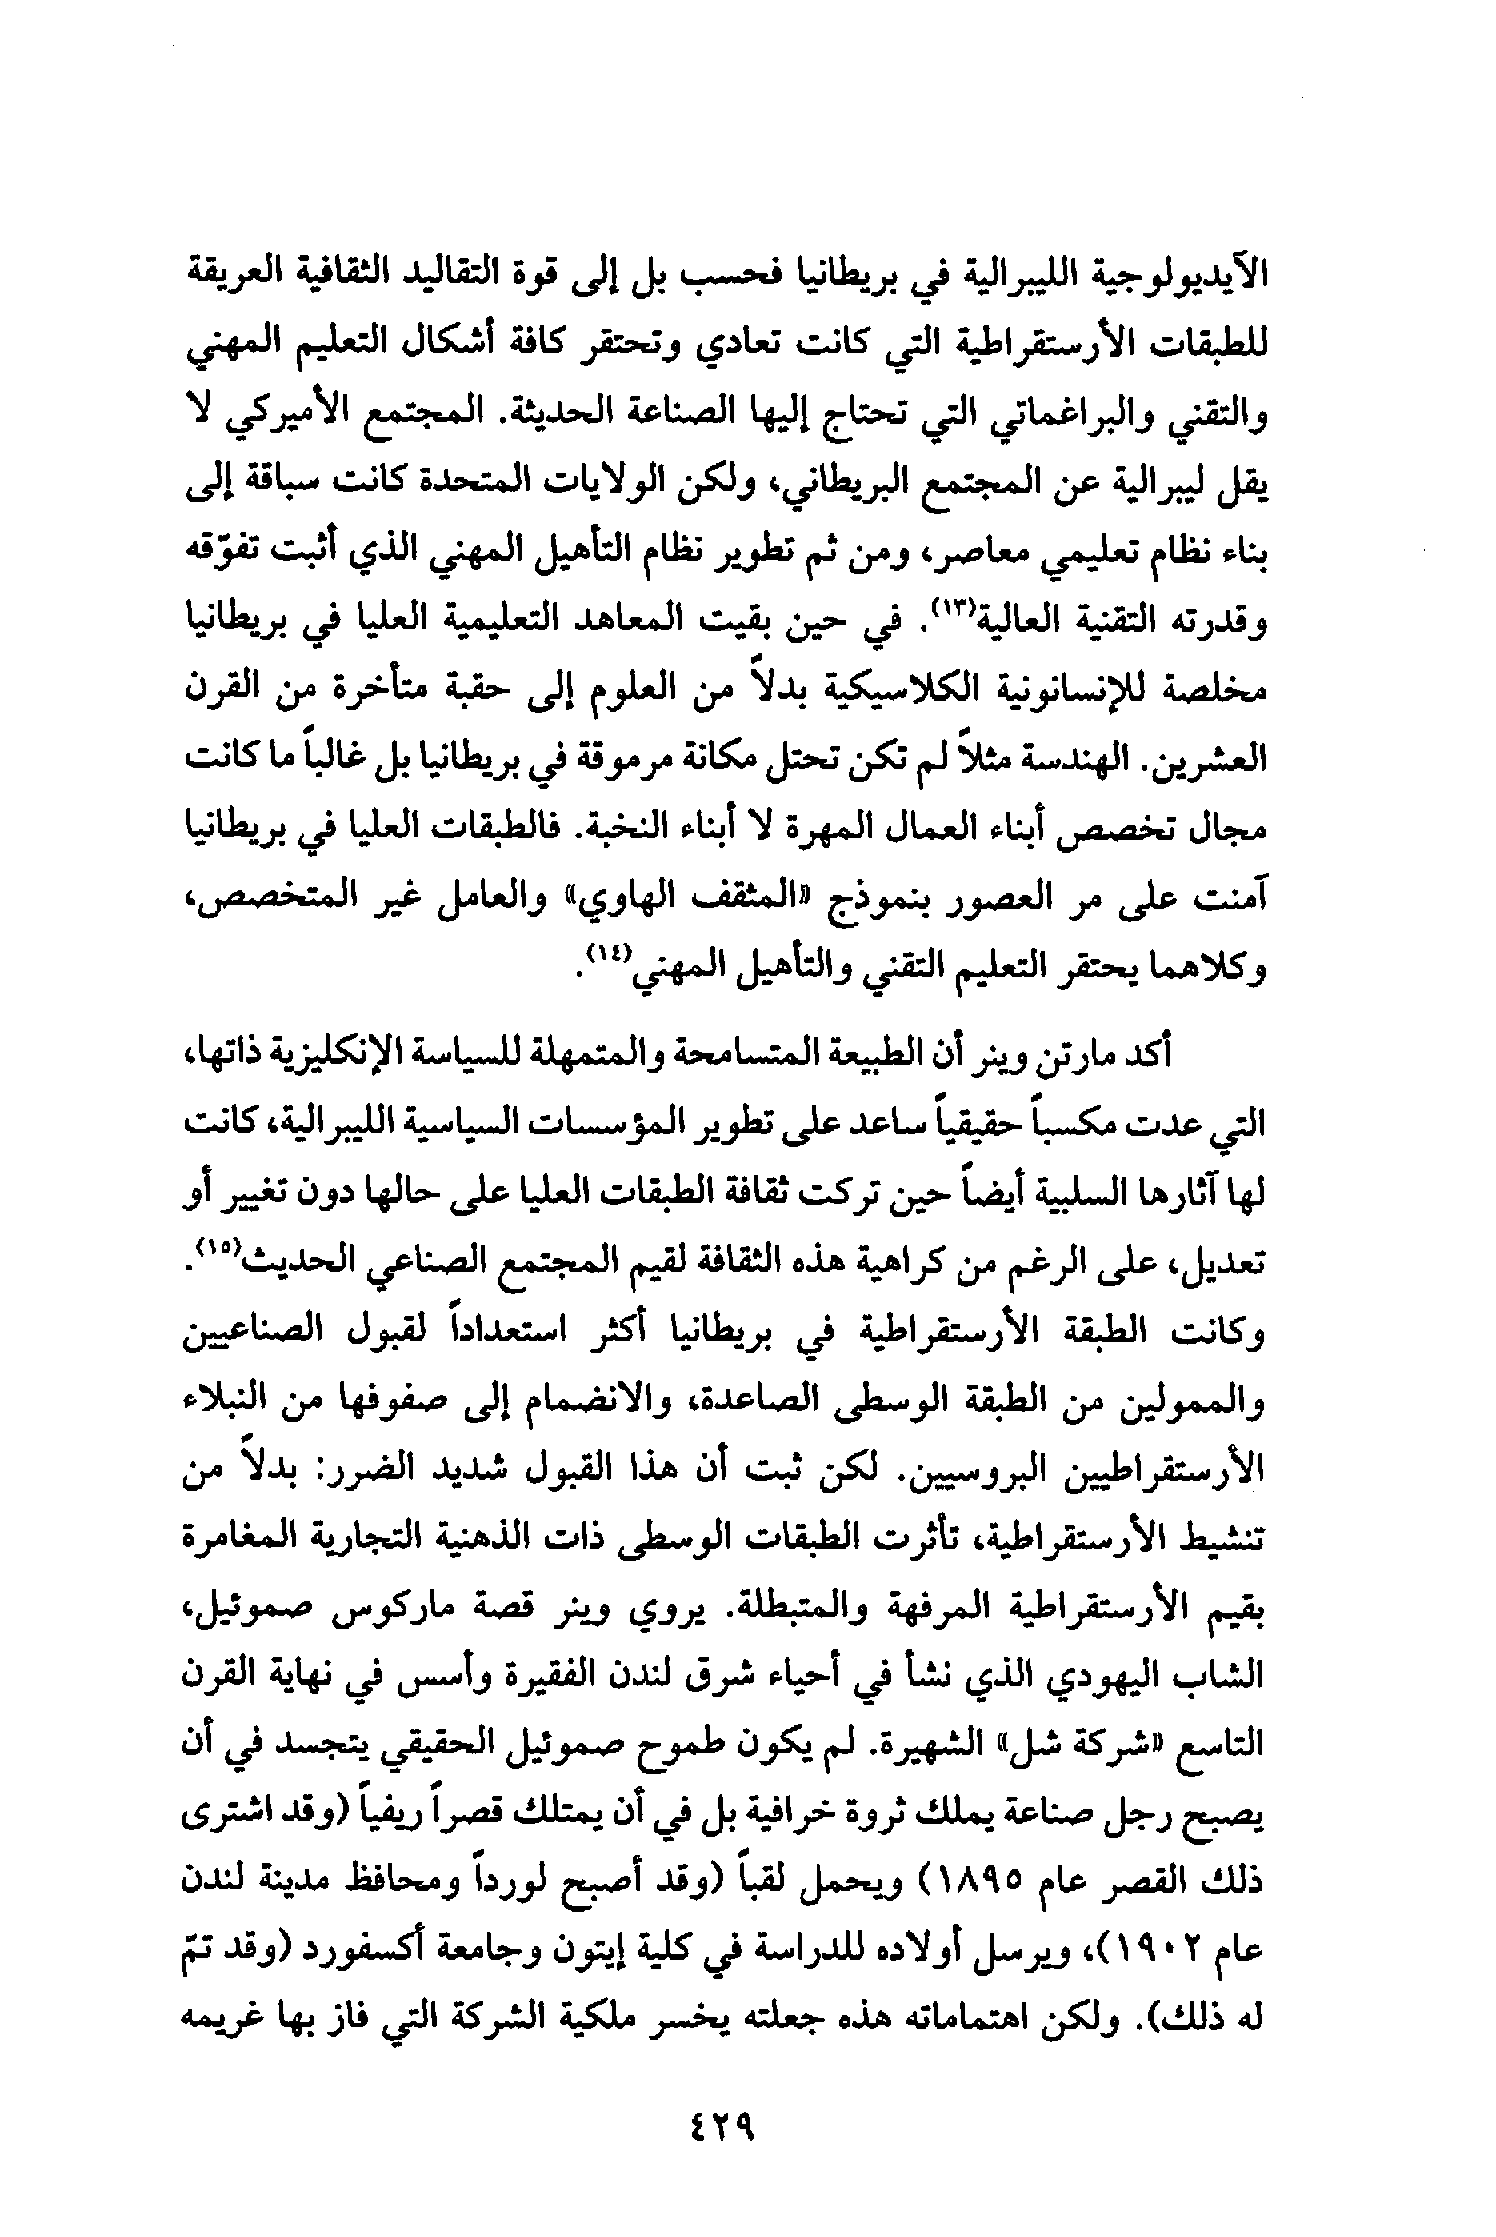 الآيديولوجية الليبرالية في بريطانيا فحسب بل إلى قوة التقاليد الثقافية العريقة
للطبقات الأرستقراطية التي كانت تعادي وتحتقر كافة أشكال التعليم المهني
والتقني والبراغماتي التي تحتاج إليها الصناعة الحديثة. المجتمع الأميركي لا
يقل ليبرالية عن المجتمع البريطاني، ولكن الولايات المتحدة كانت سباقة إلى
بناء نظام تعليمي معاصر، ومن ثم تطوير نظام التأهيل المهني الذي أثبت تفوّقه
وقدرته التقنية العالية(١٣). في حين بقيت المعاهد التعليمية العليا في بريطانيا
مخلصة للإنسانونية الكلاسيكية بدلاً من العلوم إلى حقبة متأخرة من القرن
العشرين. الهندسة مثلاً لم تكن تحتل مكانة مرموقة في بريطانيا بل غالباً ما كانت
مجال تخصص أبناء العمال المهرة لا أبناء النخبة. فالطبقات العليا في بريطانيا
آمنت على مر العصور بنموذج «المثقف الهاوي» والعامل غير المتخصص،
وكلاهما يحتقر التعليم التقني والتأهيل المهني(١٤).
أكد مارتن وينر أن الطبيعة المتسامحة والمتمهلة للسياسة الإنكليزية ذاتها،
التي عدت مكسباً حقيقياً ساعد على تطوير المؤسسات السياسية الليبرالية، كانت
لها آثارها السلبية أيضاً حين تركت ثقافة الطبقات العليا على حالها دون تغيير أو
تعديل، على الرغم من كراهية هذه الثقافة لقيم المجتمع الصناعي الحديث(١٥).
وكانت الطبقة الأرستقراطية في بريطانيا أكثر استعداداً لقبول الصناعيين
والممولين من الطبقة الوسطى الصاعدة، والانضمام إلى صفوفها من النبلاء
الأرستقراطيين البروسيين. لكن ثبت أن هذا القبول شديد الضرر: بدلاً من
تنشيط الأرستقراطية، تأثرت الطبقات الوسطى ذات الذهنية التجارية المغامرة
بقيم الأرستقراطية المرفهة والمتبطلة. يروي وينر قصة ماركوس صموئيل،
الشاب اليهودي الذي نشأ في أحياء شرق لندن الفقيرة وأسس في نهاية القرن
التاسع «شركة شل» الشهيرة. لم يكون طموح صموئيل الحقيقي يتجسد في أن
يصبح رجل صناعة يملك ثروة خرافية بل في أن يمتلك قصراً ريفياً (وقد اشترى
ذلك القصر عام ١٨٩٥) ويحمل لقباً (وقد أصبح لورداً ومحافظ مدينة لندن
عام ١٩٠٢)، ويرسل أولاده للدراسة في كلية إيتون وجامعة أكسفورد (وقد تمّ
له ذلك). ولكن اهتماماته هذه جعلته يخسر ملكية الشركة التي فاز بها غريمه
٤٢٩